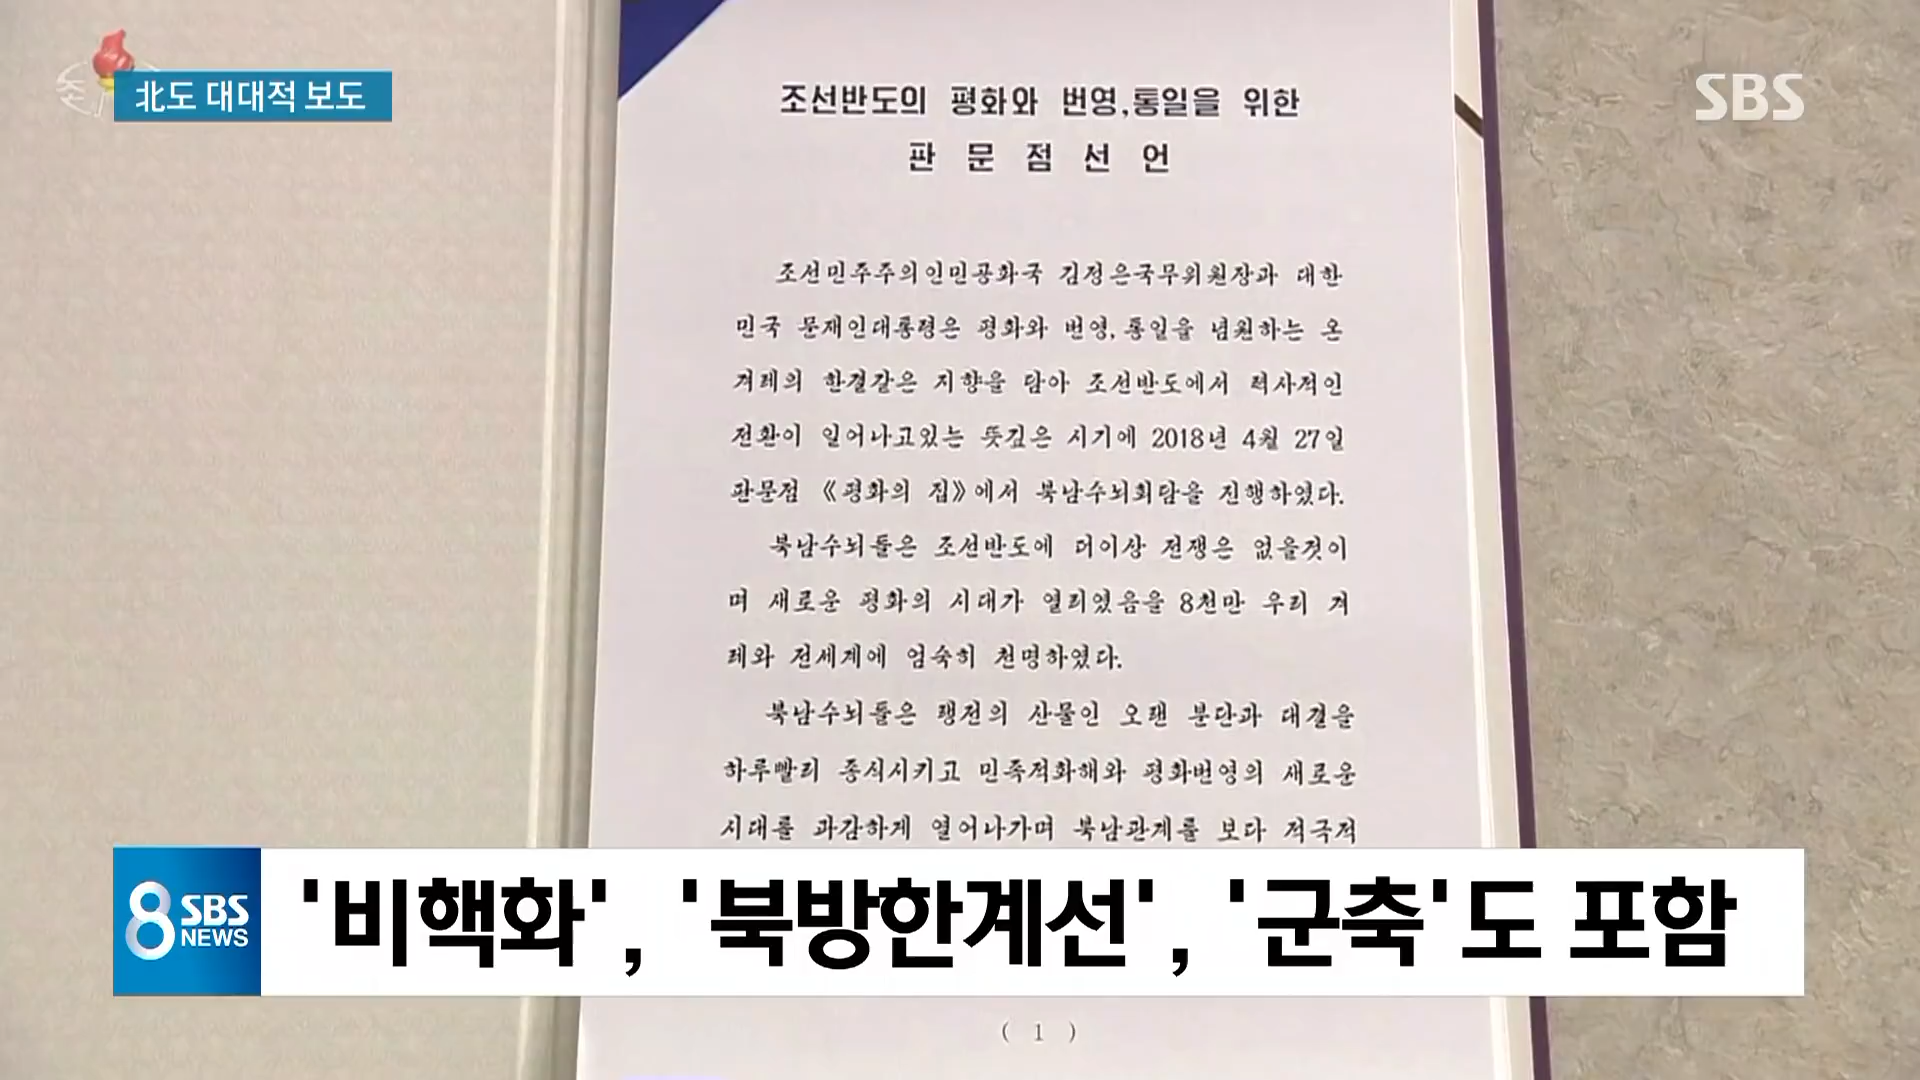 北도 대대적 보도
SBS
조선반도의 평화와 번영,통일을 위한
판 문 점 선 언
조선민주주의인민공화국 김정은국무위원장과 대한
민국 문재인대통령은 평화와 번영, 통일을 념원하는 온
겨레의 한결같은 지향을 담아 조선반도에서 력사적인
전환이 일어나고있는 뜻깊은 시기에 2018년 4월 27일
판문점 《평화의 집》에서 북남수뇌회담을 진행하였다.
북남수뇌들은 조선반도에 더이상 전쟁은 없을것이
며 새로운 평화의 시대가 열리였음을 8천만 우리 겨
레와 전세계에 엄숙히 천명하였다.
북남수뇌들은 랭전의 산물인 오랜 분단과 대결을
하루빨리 종식시키고 민족적화해와 평화번영의 새로운
시대를 과감하게 열어나가며 북남관계를 보다 적극적
8 SBS NEWS
'비핵화', '북방한계선', '군축'도 포함
( 1 )